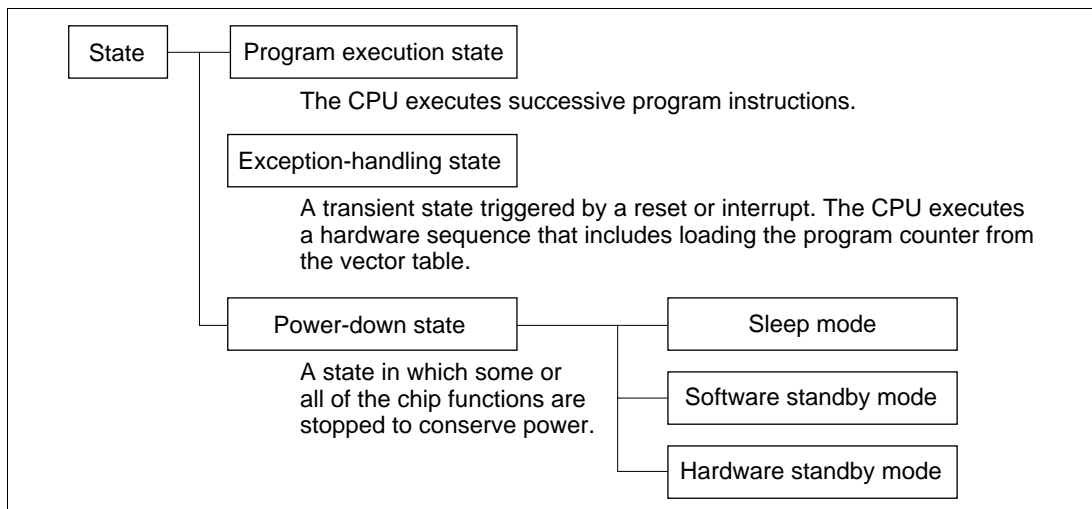 State
Program execution state
The CPU executes successive program instructions.
Exception-handling state
A transient state triggered by a reset or interrupt. The CPU executes
a hardware sequence that includes loading the program counter from
the vector table.
Power-down state
A state in which some or
all of the chip functions are
stopped to conserve power.
Sleep mode
Software standby mode
Hardware standby mode